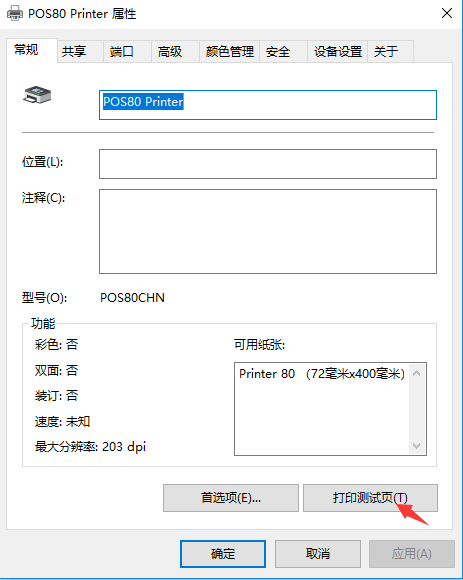 POS80 Printer 属性
常规 共享 端口 高级 颜色管理 安全 设备设置 关于
POS80 Printer
位置(L):
注释(C):
型号(O): POS80CHN
功能
彩色: 否
可用纸张:
双面: 否
Printer 80 （72毫米x400毫米）
装订: 否
速度: 未知
最大分辨率: 203 dpi
首选项(E)... 打印测试页(T)
确定 取消 应用(A)